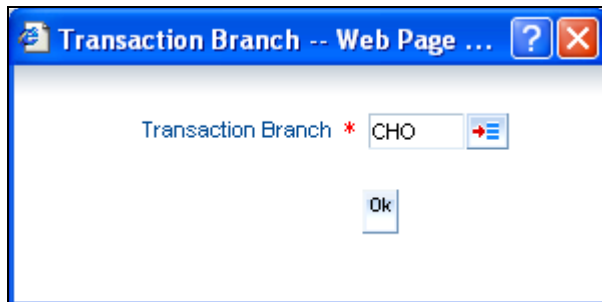 Transaction Branch -- Web Page ...
Transaction Branch * CHO
Ok